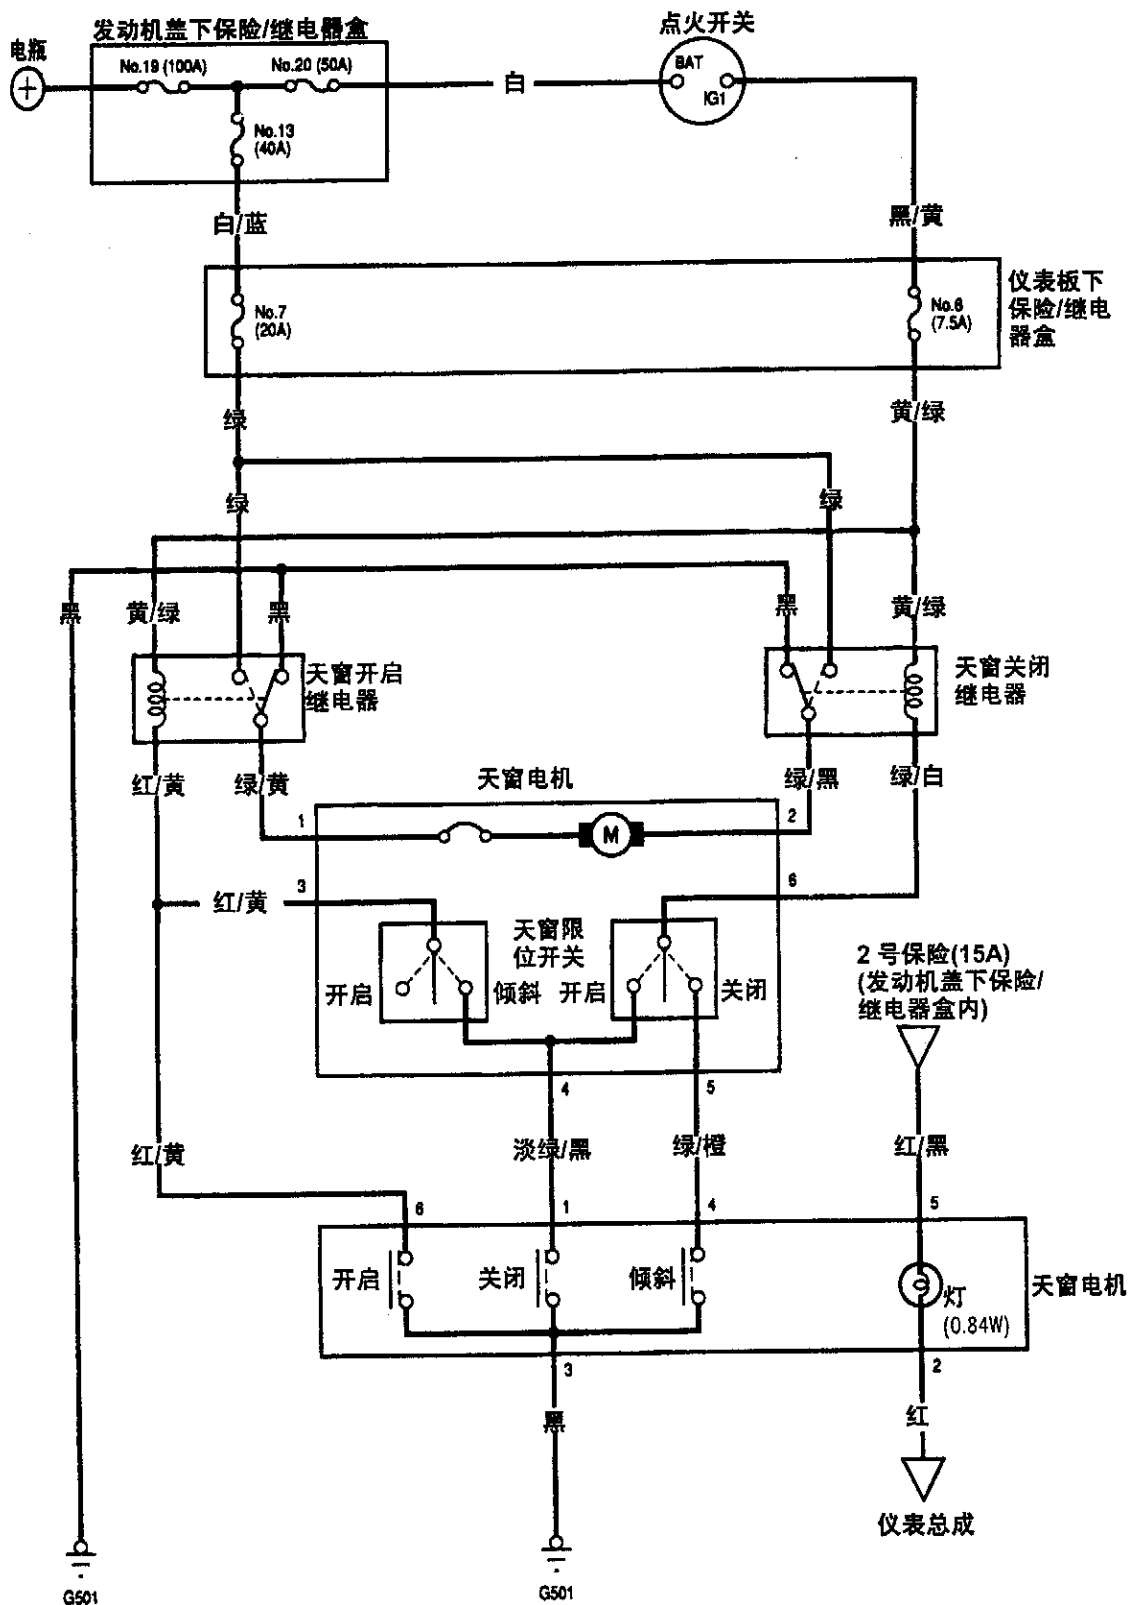 发动机盖下保险/继电器盒
点火开关
电瓶
No.19 (100A)
No.20 (50A)
白
BAT
IG1
No.13
(40A)
白/蓝
黑/黄
仪表板下
保险/继电
器盒
No.7
(20A)
No.6
(7.5A)
绿
黄/绿
绿
绿
黑
黄/绿
黑
黑
黄/绿
天窗开启
继电器
天窗关闭
继电器
红/黄
绿/黄
天窗电机
绿/黑
绿/白
1
2
M
红/黄
3
6
天窗限
位开关
开启
倾斜
开启
关闭
2 号保险(15A)
(发动机盖下保险/
继电器盒内)
4
5
红/黄
淡绿/黑
绿/橙
红/黑
6
1
4
5
开启
关闭
倾斜
灯
(0.84W)
天窗电机
3
2
黑
红
仪表总成
G501
G501